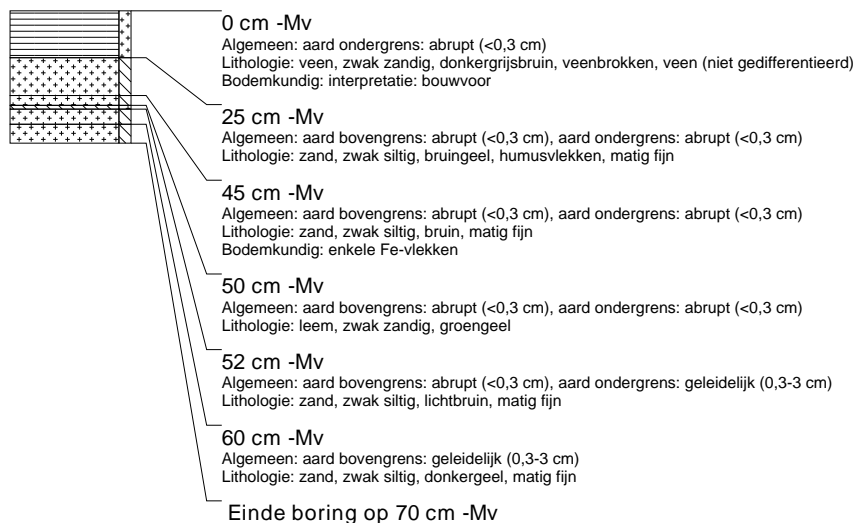 0 cm -Mv
Algemeen: aard ondergrens: abrupt (<0,3 cm)
Lithologie: veen, zwak zandig, donkergrijsbruin, veenbrokken, veen (niet gedifferentieerd)
Bodemkundig: interpretatie: bouwvoor
25 cm -Mv
Algemeen: aard bovengrens: abrupt (<0,3 cm), aard ondergrens: abrupt (<0,3 cm)
Lithologie: zand, zwak siltig, bruingeel, humusvlekken, matig fijn
45 cm -Mv
Algemeen: aard bovengrens: abrupt (<0,3 cm), aard ondergrens: abrupt (<0,3 cm)
Lithologie: zand, zwak siltig, bruin, matig fijn
Bodemkundig: enkele Fe-vlekken
50 cm -Mv
Algemeen: aard bovengrens: abrupt (<0,3 cm), aard ondergrens: abrupt (<0,3 cm)
Lithologie: leem, zwak zandig, groengeel
52 cm -Mv
Algemeen: aard bovengrens: abrupt (<0,3 cm), aard ondergrens: geleidelijk (0,3-3 cm)
Lithologie: zand, zwak siltig, lichtbruin, matig fijn
60 cm -Mv
Algemeen: aard bovengrens: geleidelijk (0,3-3 cm)
Lithologie: zand, zwak siltig, donkergeel, matig fijn
Einde boring op 70 cm -Mv